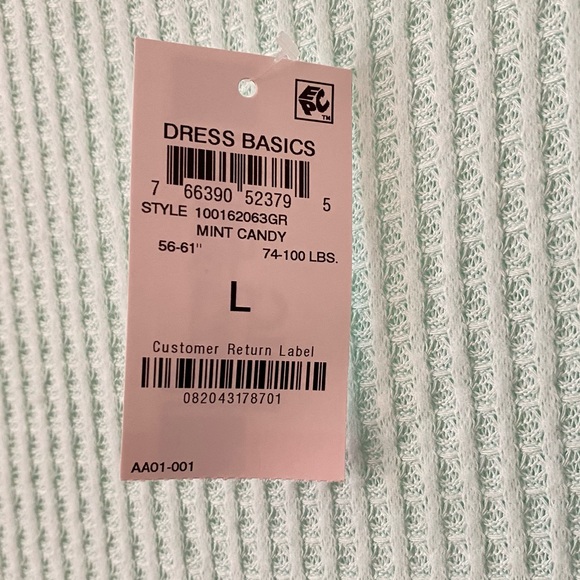 EPC™
DRESS BASICS
7 66390 52379 5
STYLE 100162063GR
MINT CANDY
56-61" 74-100 LBS.
L
Customer Return Label
082043178701
AA01-001